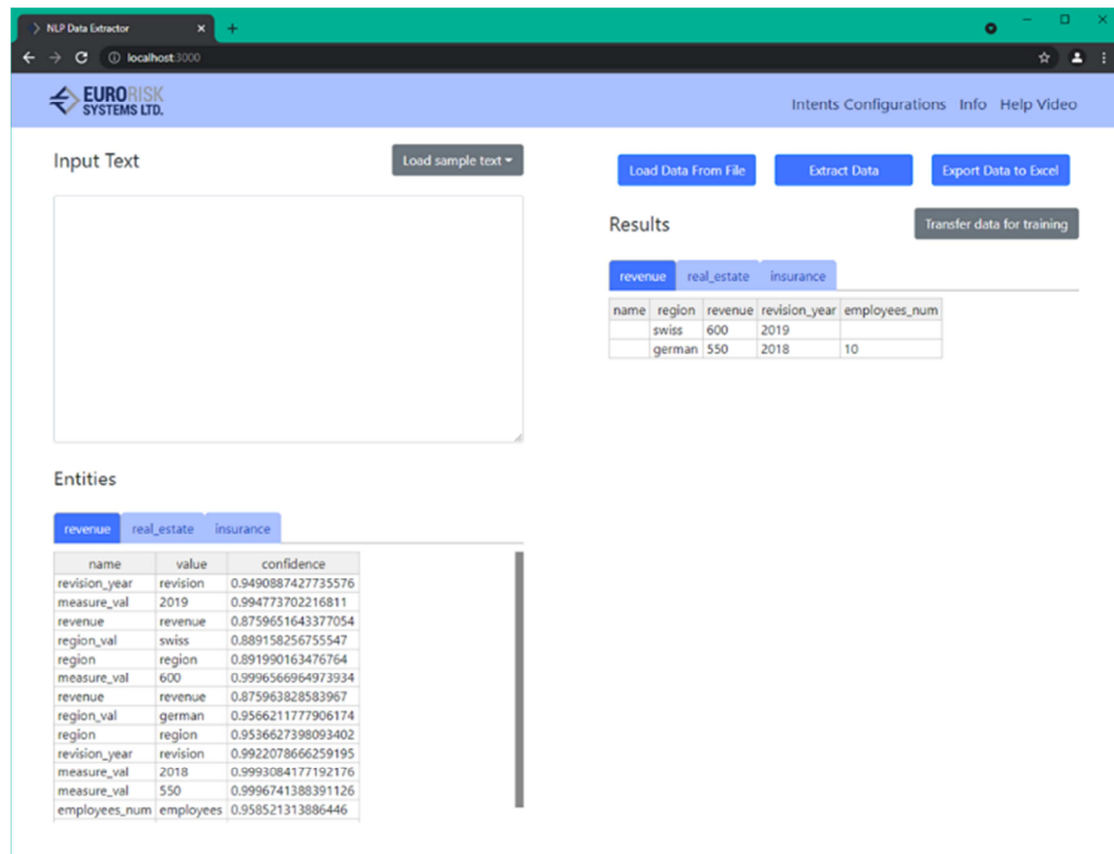 NLP Data Extractor
localhost:3000
EURORISK
SYSTEMS LTD.
Intents Configurations Info Help Video
Input Text
Load sample text
Load Data From File Extract Data Export Data to Excel
Results
Transfer data for training
revenue real_estate insurance
name region revenue revision_year employees_num
swiss 600 2019
german 550 2018 10
Entities
revenue real_estate insurance
name value confidence
revision_year revision 0.9490887427735576
measure_val 2019 0.994773702216811
revenue revenue 0.8759651643377054
region_val swiss 0.889158256755547
region region 0.891990163476764
measure_val 600 0.9996566964973934
revenue revenue 0.875963828583967
region_val german 0.9566211777906174
region region 0.9536627398093402
revision_year revision 0.9922078666259195
measure_val 2018 0.9993084177192176
measure_val 550 0.9996741388391126
employees_num employees 0.958521313886446